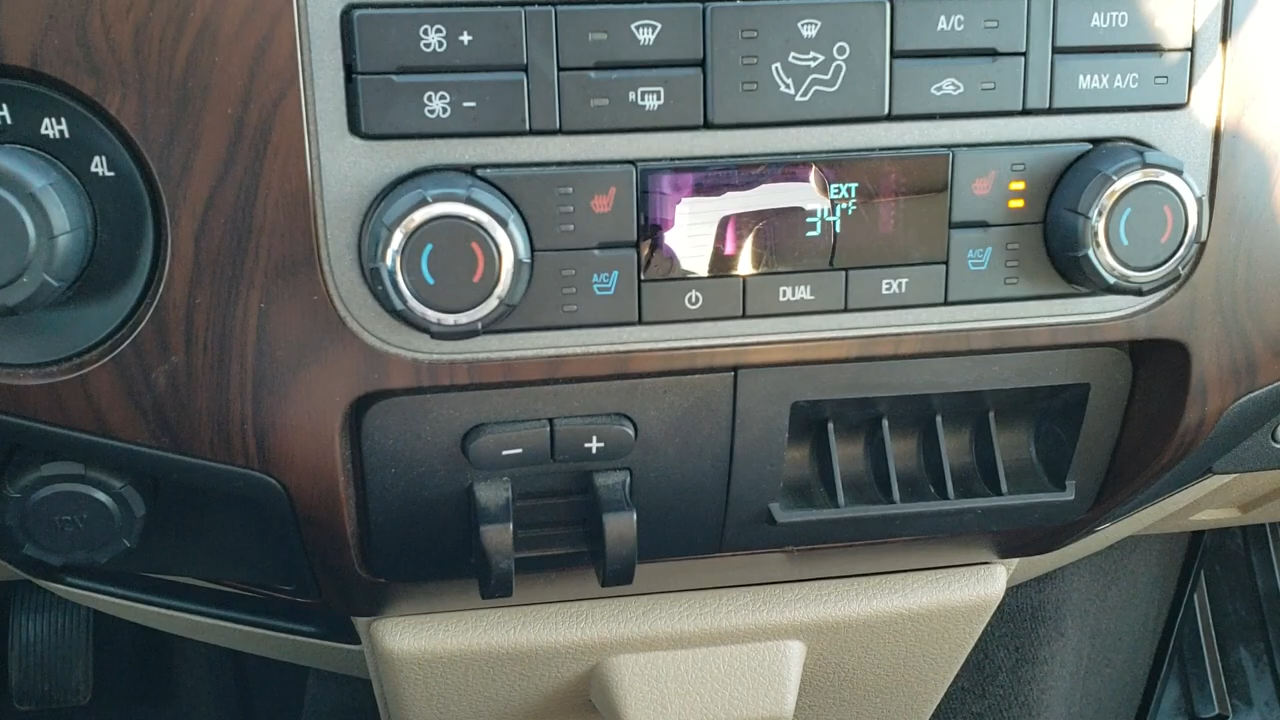 H
4H
4L
+
−
R
A/C
AUTO
MAX A/C
EXT
34°F
A/C
A/C
DUAL
EXT
− +
12V